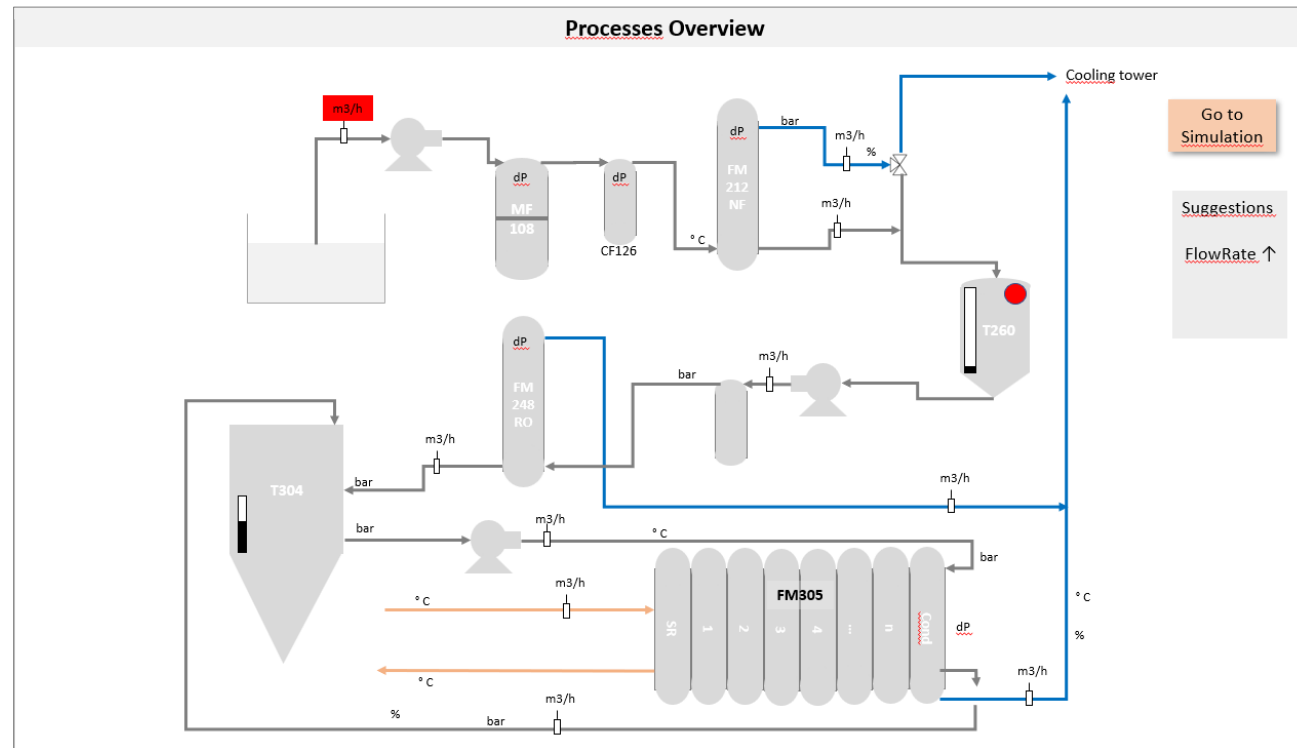 Processes Overview
Cooling tower
m3/h
Go to
Simulation
dP
bar
m3/h
%
dP
dP
FM
212
NF
MF
108
m3/h
Suggestions
° C
CF126
FlowRate ↑
T260
dP
m3/h
bar
FM
248
RO
m3/h
bar
T304
m3/h
bar
m3/h
° C
bar
m3/h
° C
FM305
° C
SR
1
2
3
4
...
n
Cond
dP
%
° C
m3/h
m3/h
%
bar